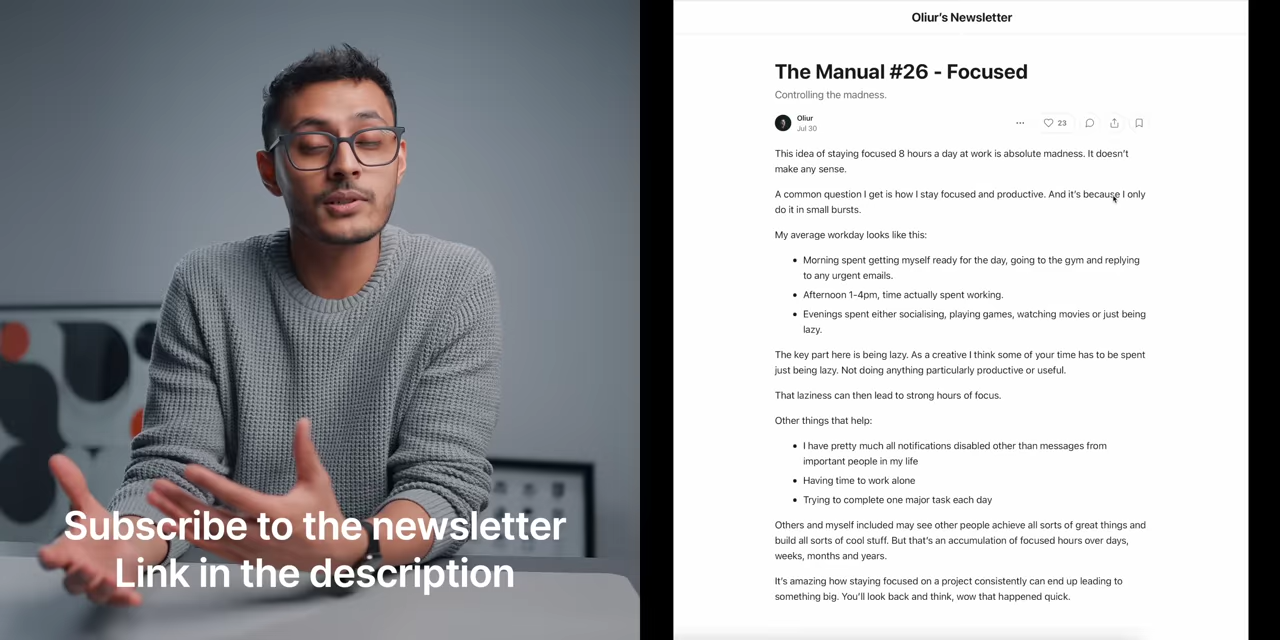 Subscribe to the newsletter
Link in the description
Oliur's Newsletter
The Manual #26 - Focused
Controlling the madness.
Oliur
Jul 30
23
This idea of staying focused 8 hours a day at work is absolute madness. It doesn't
make any sense.
A common question I get is how I stay focused and productive. And it's because I only
do it in small bursts.
My average workday looks like this:
• Morning spent getting myself ready for the day, going to the gym and replying
to any urgent emails.
• Afternoon 1-4pm, time actually spent working.
• Evenings spent either socialising, playing games, watching movies or just being
lazy.
The key part here is being lazy. As a creative I think some of your time has to be spent
just being lazy. Not doing anything particularly productive or useful.
That laziness can then lead to strong hours of focus.
Other things that help:
• I have pretty much all notifications disabled other than messages from
important people in my life
• Having time to work alone
• Trying to complete one major task each day
Others and myself included may see other people achieve all sorts of great things and
build all sorts of cool stuff. But that's an accumulation of focused hours over days,
weeks, months and years.
It's amazing how staying focused on a project consistently can end up leading to
something big. You'll look back and think, wow that happened quick.